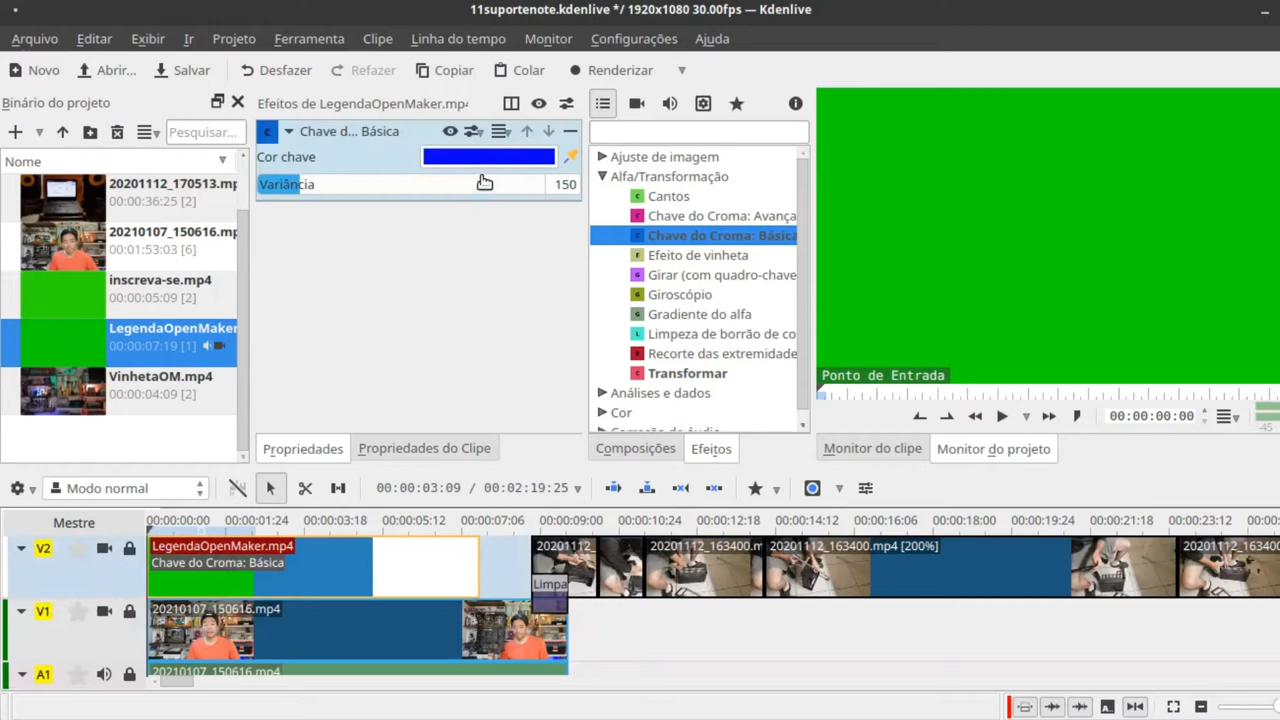 11suportenote.kdenlive */ 1920x1080 30.00fps — Kdenlive
Arquivo Editar Exibir Ir Projeto Ferramenta Clipe Linha do tempo Monitor Configurações Ajuda
Novo Abrir... Salvar Desfazer Refazer Copiar Colar Renderizar
Binário do projeto
Pesquisar...
Nome
20201112_170513.mp
00:00:36:25 [2]
20210107_150616.mp
00:01:53:03 [6]
inscreva-se.mp4
00:00:05:09 [2]
LegendaOpenMaker
00:00:07:19 [1]
VinhetaOM.mp4
00:00:04:09 [2]
Efeitos de LegendaOpenMaker.mp4
C Chave d... Básica
Cor chave
Variância 150
Propriedades Propriedades do Clipe
Ajuste de imagem
Alfa/Transformação
C Cantos
C Chave do Croma: Avança
C Chave do Croma: Básica
E Efeito de vinheta
G Girar (com quadro-chave
G Giroscópio
G Gradiente do alfa
L Limpeza de borrão de co
R Recorte das extremidade
C Transformar
Análises e dados
Cor
Composições Efeitos
Ponto de Entrada
00:00:00:00
-45
Monitor do clipe Monitor do projeto
Modo normal
00:00:03:09 / 00:02:19:25
Mestre
00:00:00:00 00:00:01:24 00:00:03:18 00:00:05:12 00:00:07:06 00:00:09:00 00:00:10:24 00:00:12:18 00:00:14:12 00:00:16:06 00:00:18:00 00:00:19:24 00:00:21:18 00:00:23:12
V2
LegendaOpenMaker.mp4
Chave do Croma: Básica
20201112_ 20201112_163400.m 20201112_163400.mp4 [200%] 20201112_163400.
Limpa
V1
20210107_150616.mp4
A1
20210107_150616.mp4